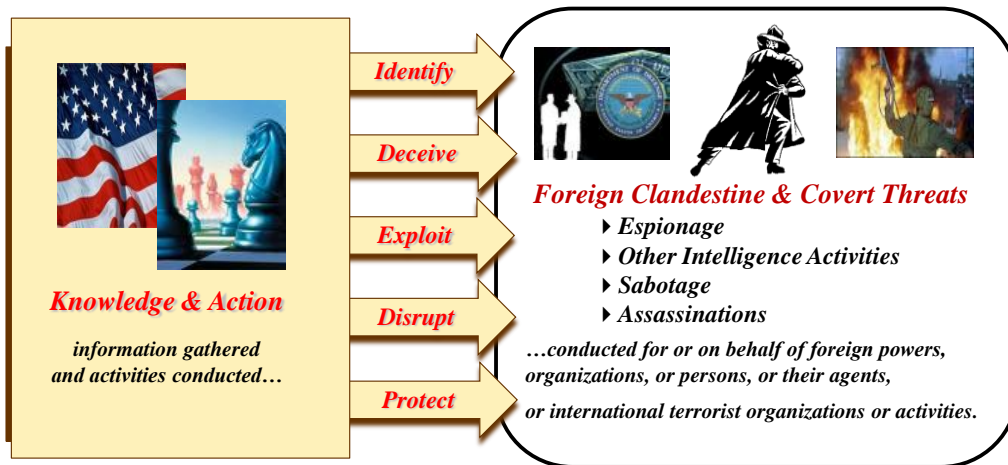 Knowledge & Action
information gathered
and activities conducted…
Identify
Deceive
Exploit
Disrupt
Protect
Foreign Clandestine & Covert Threats
Espionage
Other Intelligence Activities
Sabotage
Assassinations
…conducted for or on behalf of foreign powers,
organizations, or persons, or their agents,
or international terrorist organizations or activities.